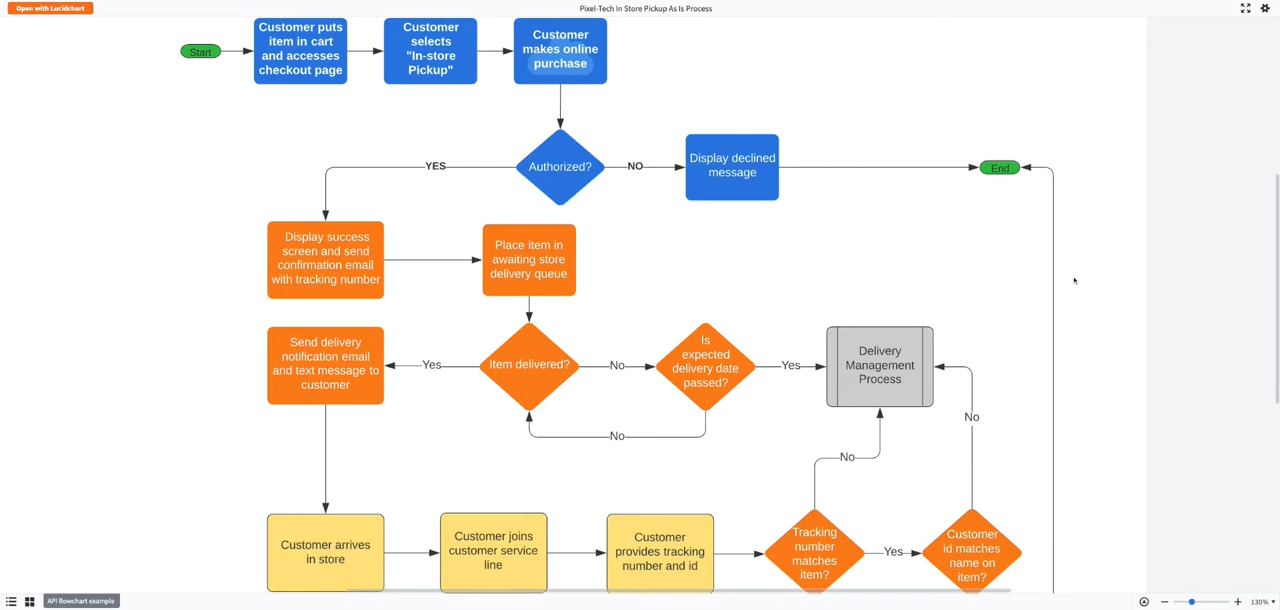 Open with Lucidchart
Pixel-Tech In Store Pickup As Is Process
Start
Customer puts
item in cart
and accesses
checkout page
Customer
selects
"In-store
Pickup"
Customer
makes online
purchase
Authorized?
YES
NO
Display declined
message
End
Display success
screen and send
confirmation email
with tracking number
Place item in
awaiting store
delivery queue
Send delivery
notification email
and text message to
customer
Yes
Item delivered?
No
Is
expected
delivery date
passed?
Yes
Delivery
Management
Process
No
No
No
Customer arrives
in store
Customer joins
customer service
line
Customer
provides tracking
number and id
Tracking
number
matches
item?
Yes
Customer
id matches
name on
item?
API flowchart example
130%